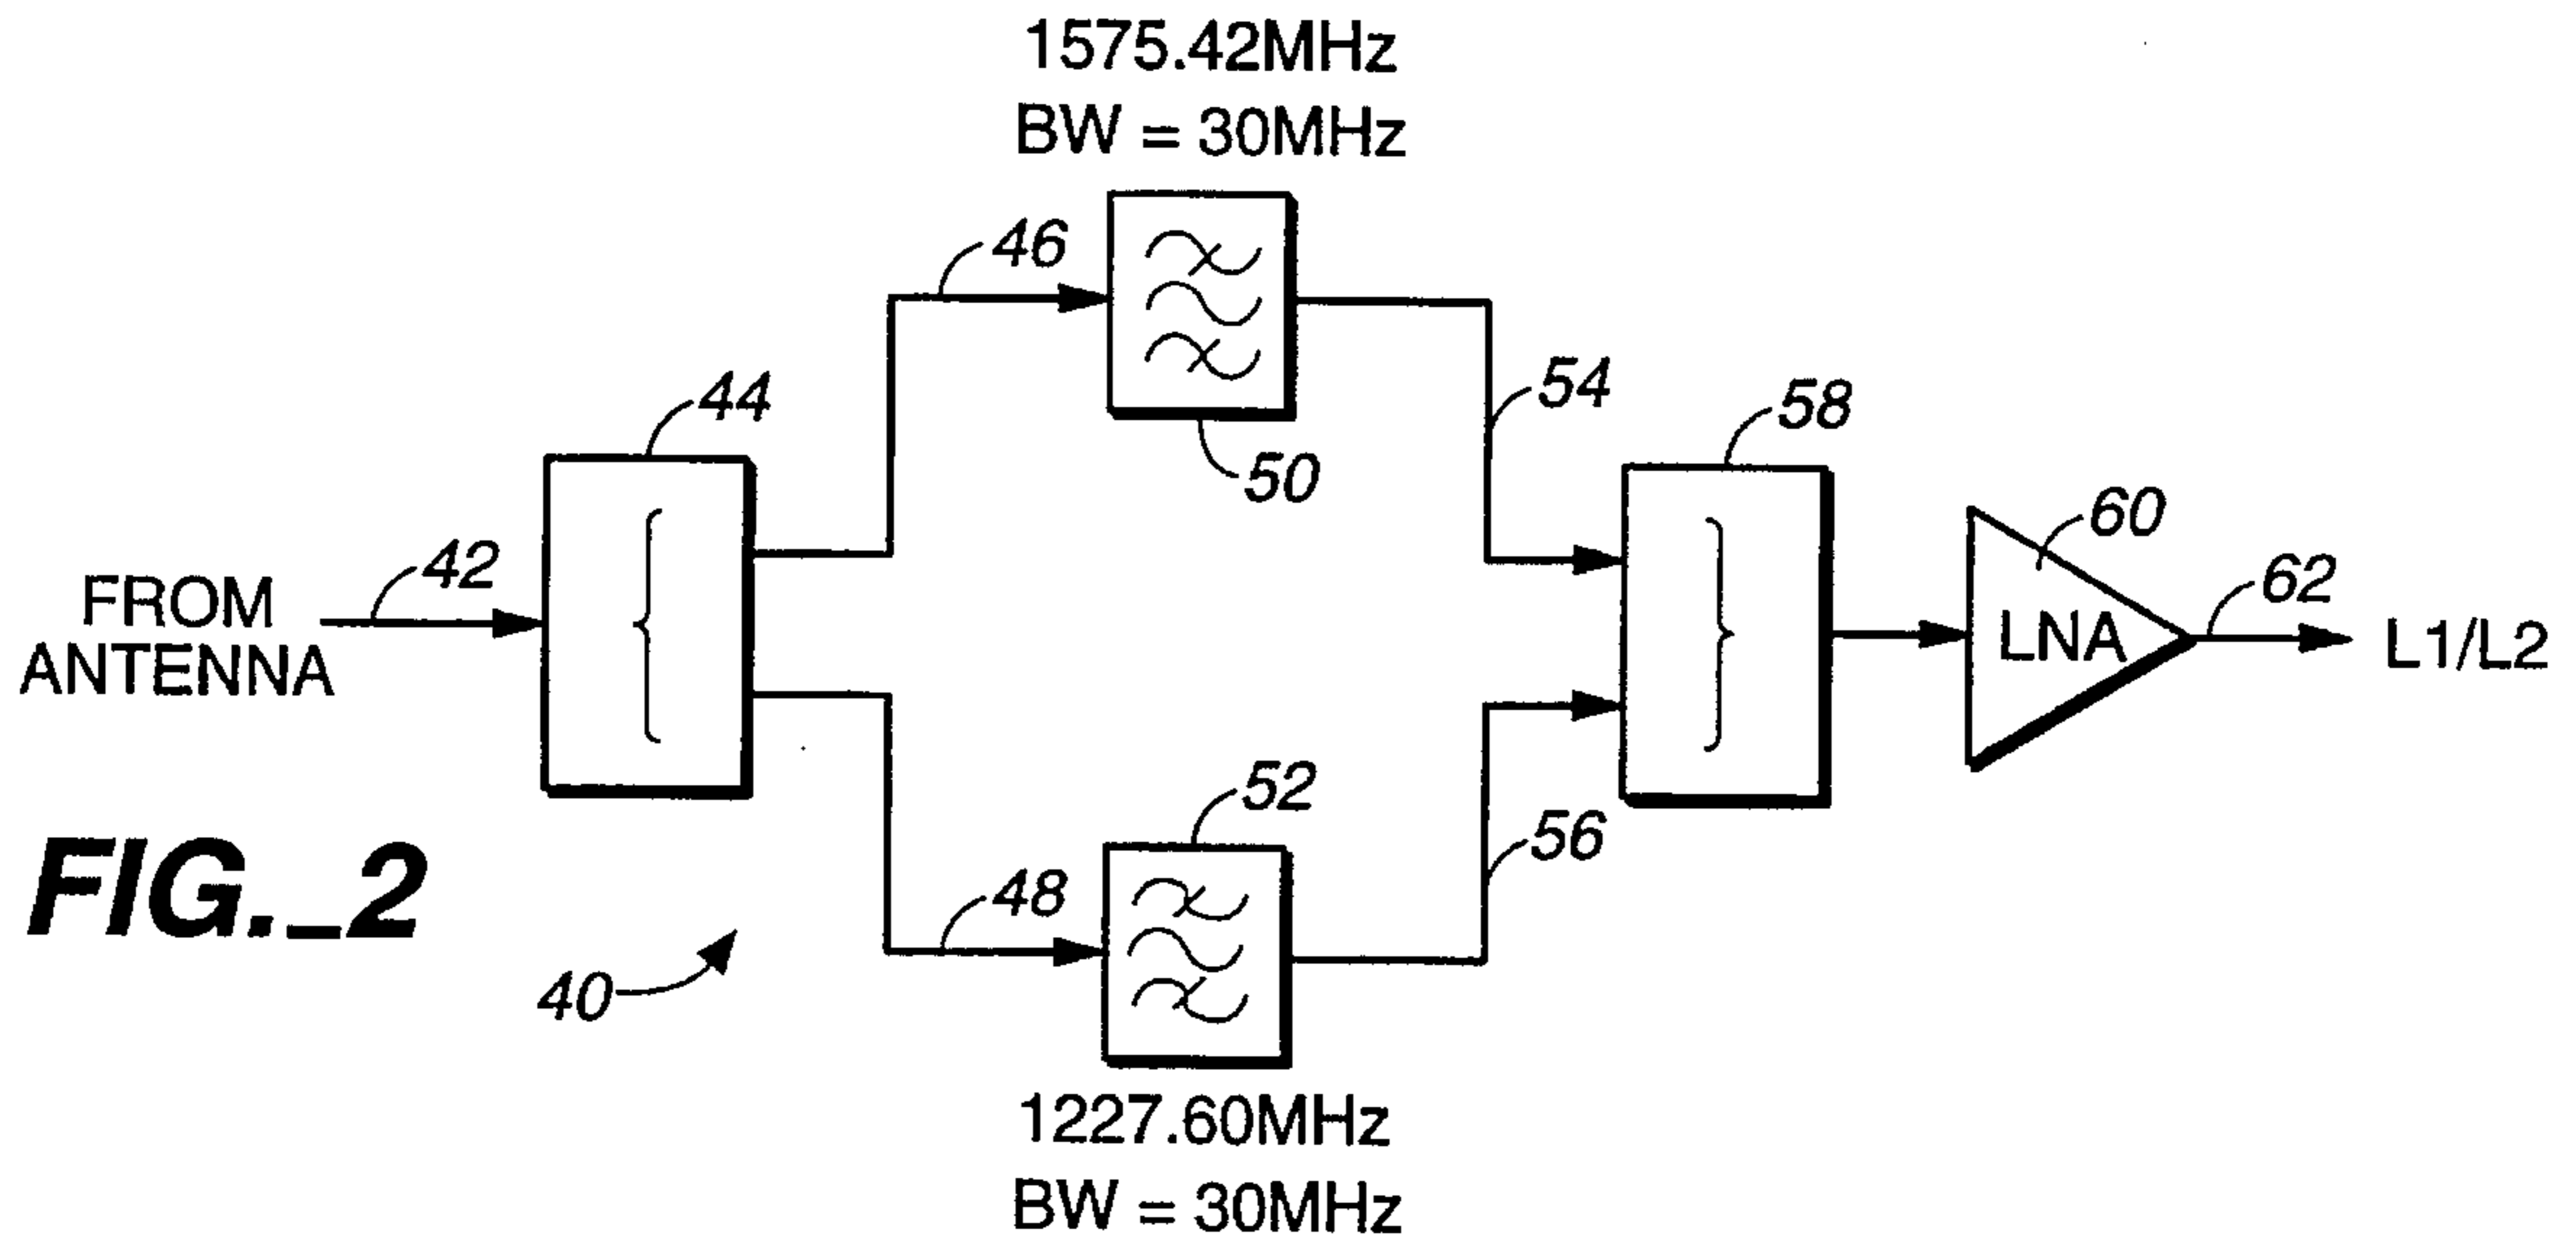 1575.42MHz
BW = 30MHz
46
44
54
58
50
60
42
FROM
ANTENNA
62
LNA
L1/L2
52
56
48
FIG._2
40
1227.60MHz
BW = 30MHz